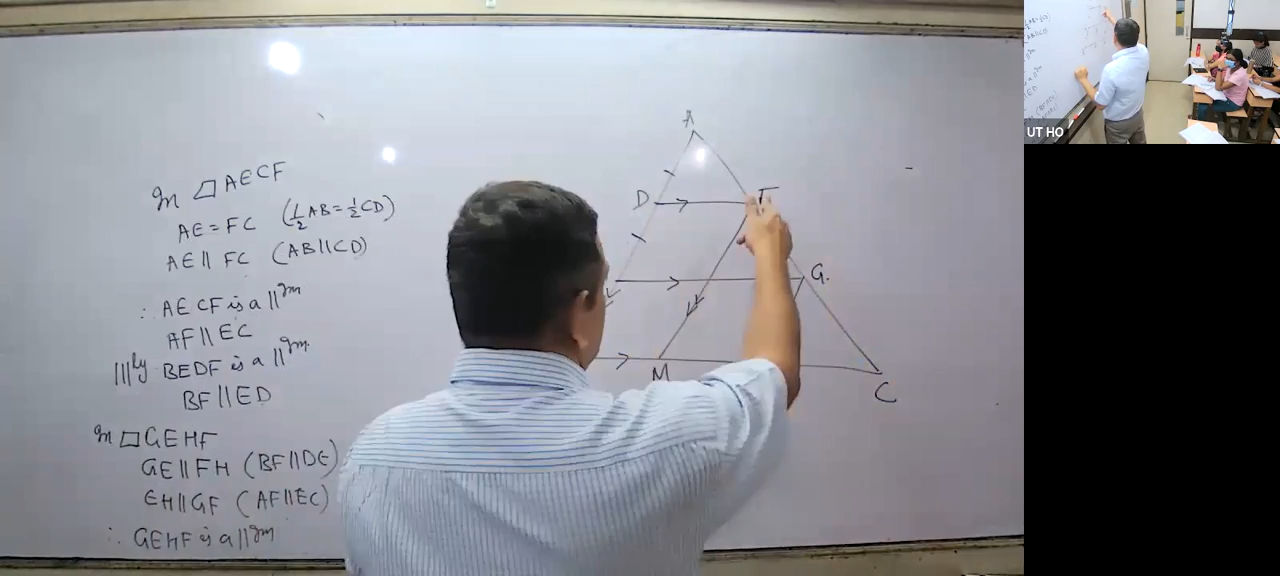 In ▱AECF
AE = FC (1/2 AB = 1/2 CD)
AE || FC (AB || CD)
∴ AECF is a ||gm
AF || EC
|||ly BEDF is a ||gm
BF || ED
In □GEHF
GE || FH (BF || DE)
EH || GF (AF || EC)
∴ GEHF is a ||gm
A
D
G.
M
C
UT HO